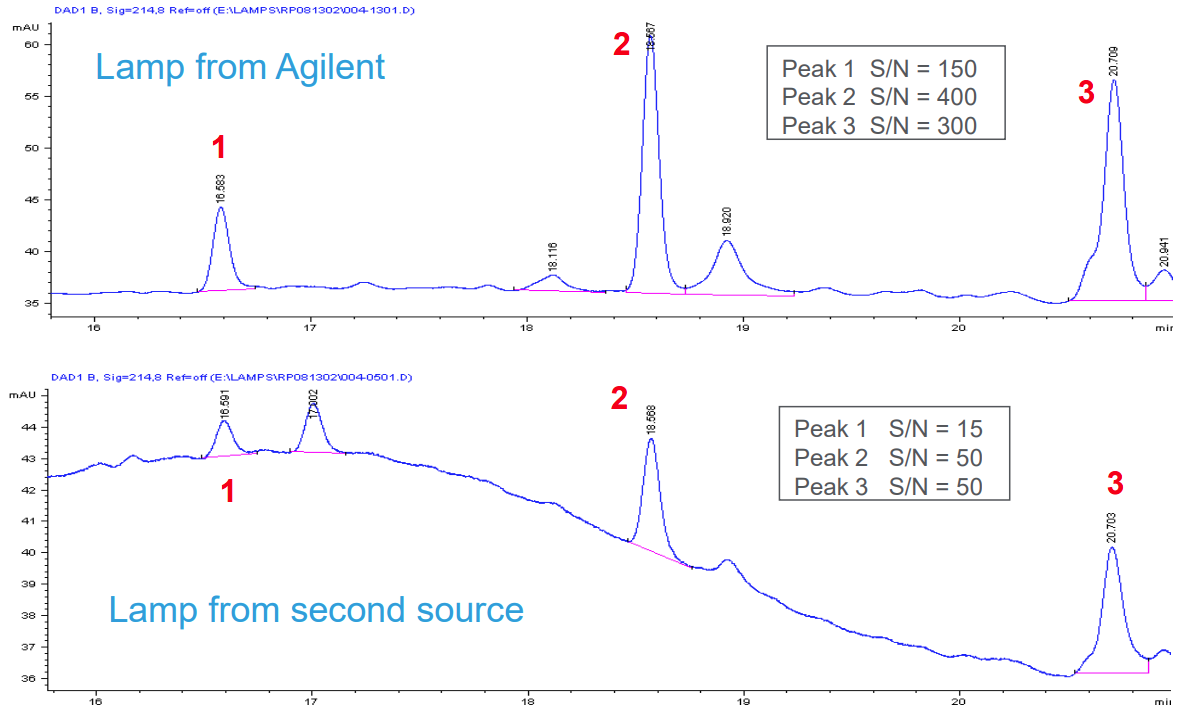 DAD1 B, Sig=214,8 Ref=off (E:\LAMPS\RP081302\004-1301.D)
mAU
Lamp from Agilent
2
18.567
Peak 1 S/N = 150
Peak 2 S/N = 400
Peak 3 S/N = 300
3
20.709
1
16.583
18.116
18.920
20.941
60
55
50
45
40
35
16
17
18
19
20
min
DAD1 B, Sig=214,8 Ref=off (E:\LAMPS\RP081302\004-0501.D)
mAU
16.591
17.002
2
18.568
Peak 1 S/N = 15
Peak 2 S/N = 50
Peak 3 S/N = 50
1
3
20.703
44
43
42
41
40
39
38
37
36
Lamp from second source
16
17
18
19
20
min